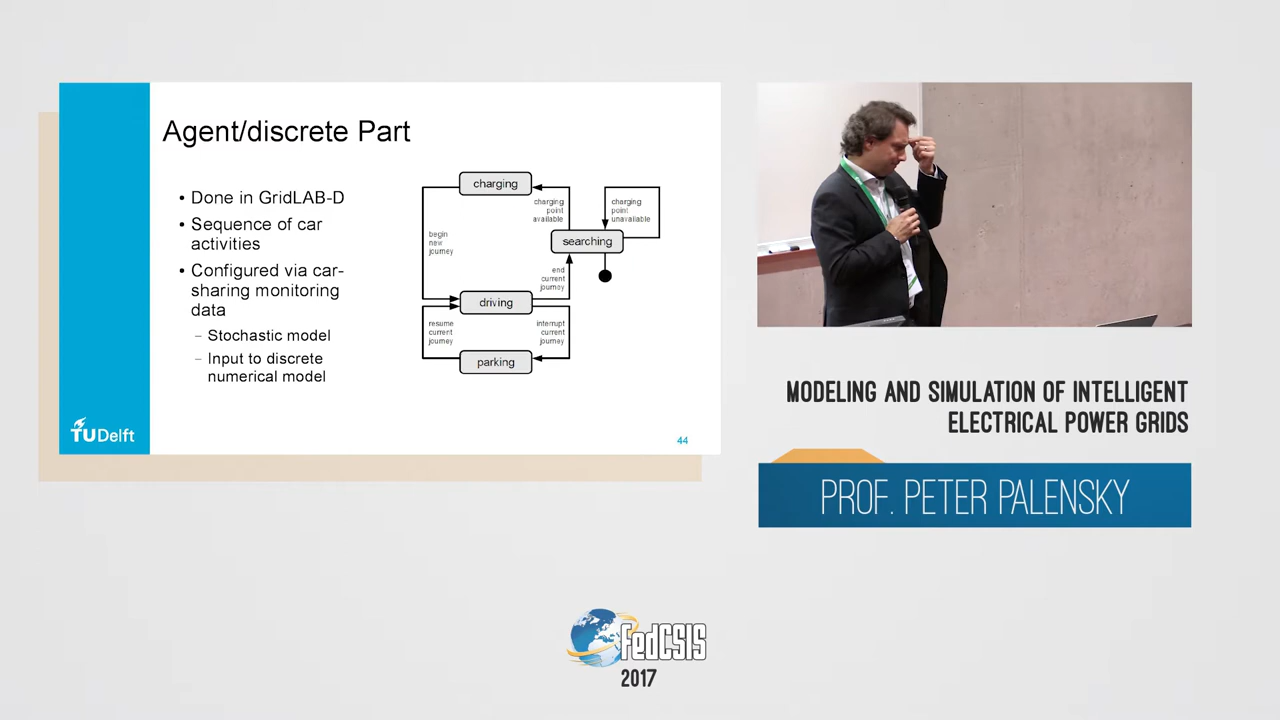 Agent/discrete Part
• Done in GridLAB-D
• Sequence of car
activities
• Configured via car-
sharing monitoring
data
– Stochastic model
– Input to discrete
numerical model
charging
charging
point
available
charging
point
unavailable
searching
begin
new
journey
end
current
journey
driving
resume
current
journey
interrupt
current
journey
parking
TU Delft
44
MODELING AND SIMULATION OF INTELLIGENT
ELECTRICAL POWER GRIDS
PROF. PETER PALENSKY
FedCSIS
2017